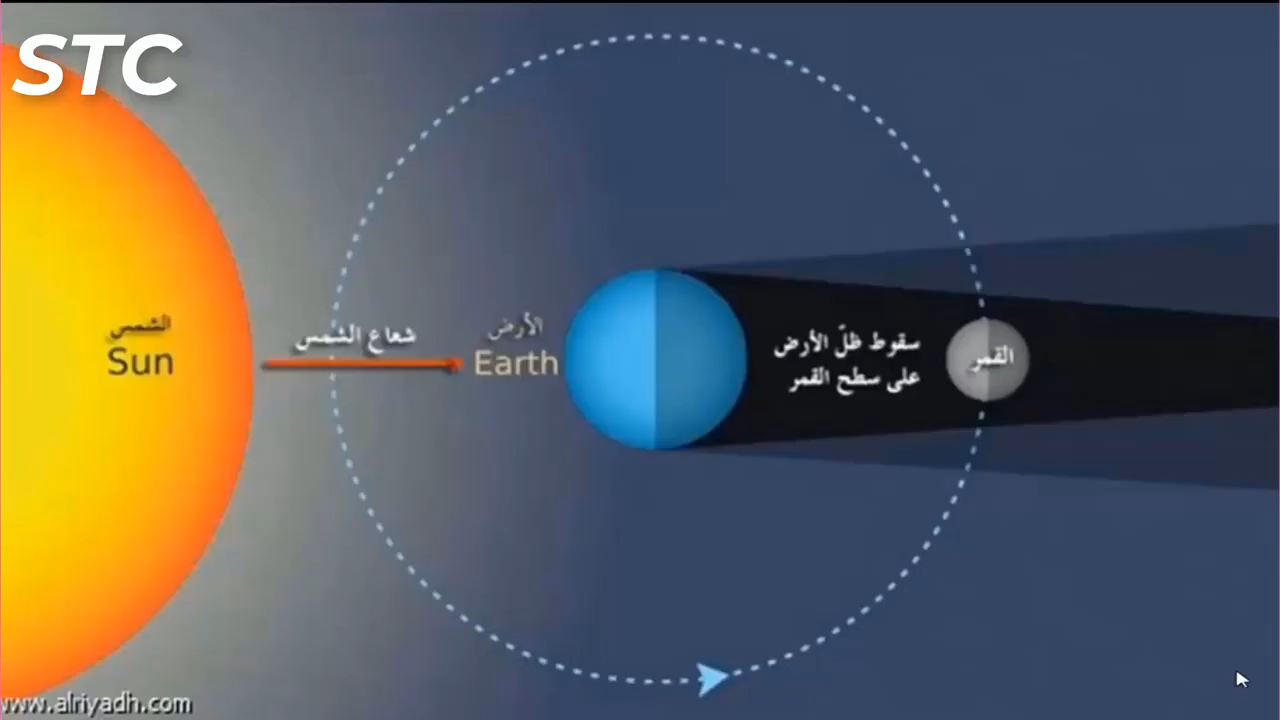 STC
الشمس
Sun
شعاع الشمس
الأرض
Earth
سقوط ظلّ الأرض
على سطح القمر
القمر
www.alriyadh.com